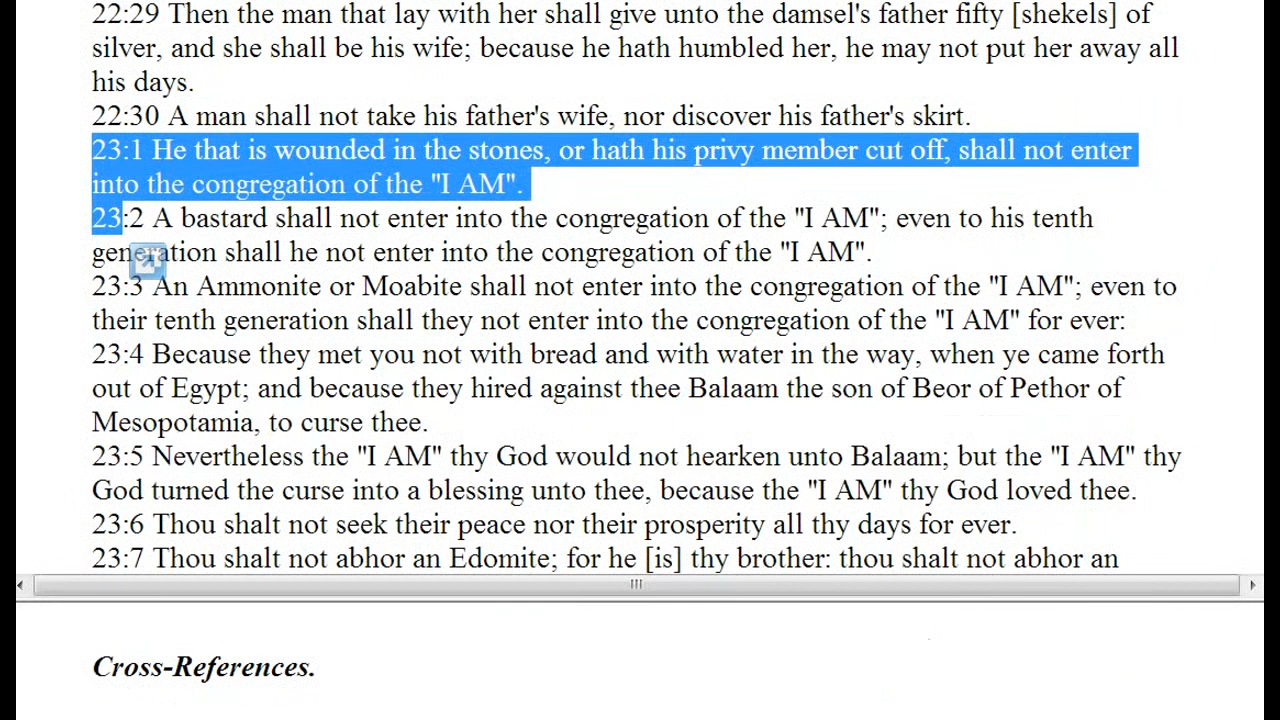 22:29 Then the man that lay with her shall give unto the damsel's father fifty [shekels] of
silver, and she shall be his wife; because he hath humbled her, he may not put her away all
his days.
22:30 A man shall not take his father's wife, nor discover his father's skirt.
23:1 He that is wounded in the stones, or hath his privy member cut off, shall not enter
into the congregation of the "I AM".
23:2 A bastard shall not enter into the congregation of the "I AM"; even to his tenth
generation shall he not enter into the congregation of the "I AM".
23:3 An Ammonite or Moabite shall not enter into the congregation of the "I AM"; even to
their tenth generation shall they not enter into the congregation of the "I AM" for ever:
23:4 Because they met you not with bread and with water in the way, when ye came forth
out of Egypt; and because they hired against thee Balaam the son of Beor of Pethor of
Mesopotamia, to curse thee.
23:5 Nevertheless the "I AM" thy God would not hearken unto Balaam; but the "I AM" thy
God turned the curse into a blessing unto thee, because the "I AM" thy God loved thee.
23:6 Thou shalt not seek their peace nor their prosperity all thy days for ever.
23:7 Thou shalt not abhor an Edomite; for he [is] thy brother: thou shalt not abhor an
Cross-References.